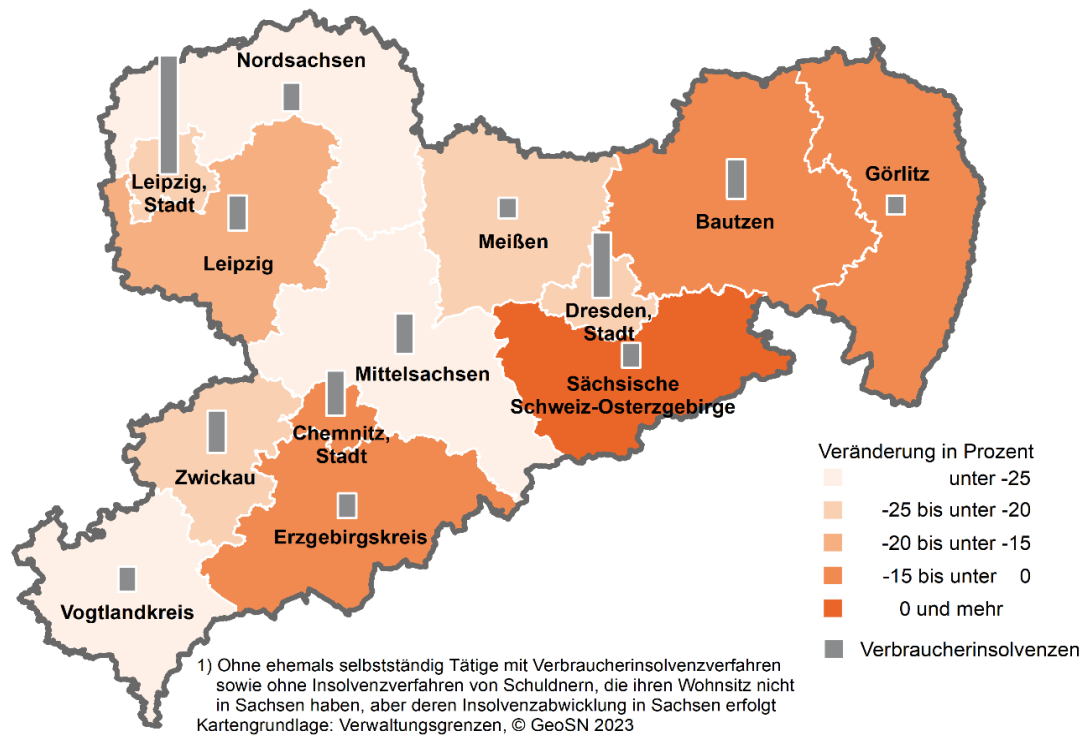 Nordsachsen
Leipzig,
Stadt
Leipzig
Meißen
Bautzen
Görlitz
Dresden,
Stadt
Mittelsachsen
Sächsische
Schweiz-Osterzgebirge
Chemnitz,
Stadt
Zwickau
Erzgebirgskreis
Vogtlandkreis
Veränderung in Prozent
unter -25
-25 bis unter -20
-20 bis unter -15
-15 bis unter 0
0 und mehr
Verbraucherinsolvenzen
1) Ohne ehemals selbstständig Tätige mit Verbraucherinsolvenzverfahren
sowie ohne Insolvenzverfahren von Schuldnern, die ihren Wohnsitz nicht
in Sachsen haben, aber deren Insolvenzabwicklung in Sachsen erfolgt
Kartengrundlage: Verwaltungsgrenzen, © GeoSN 2023